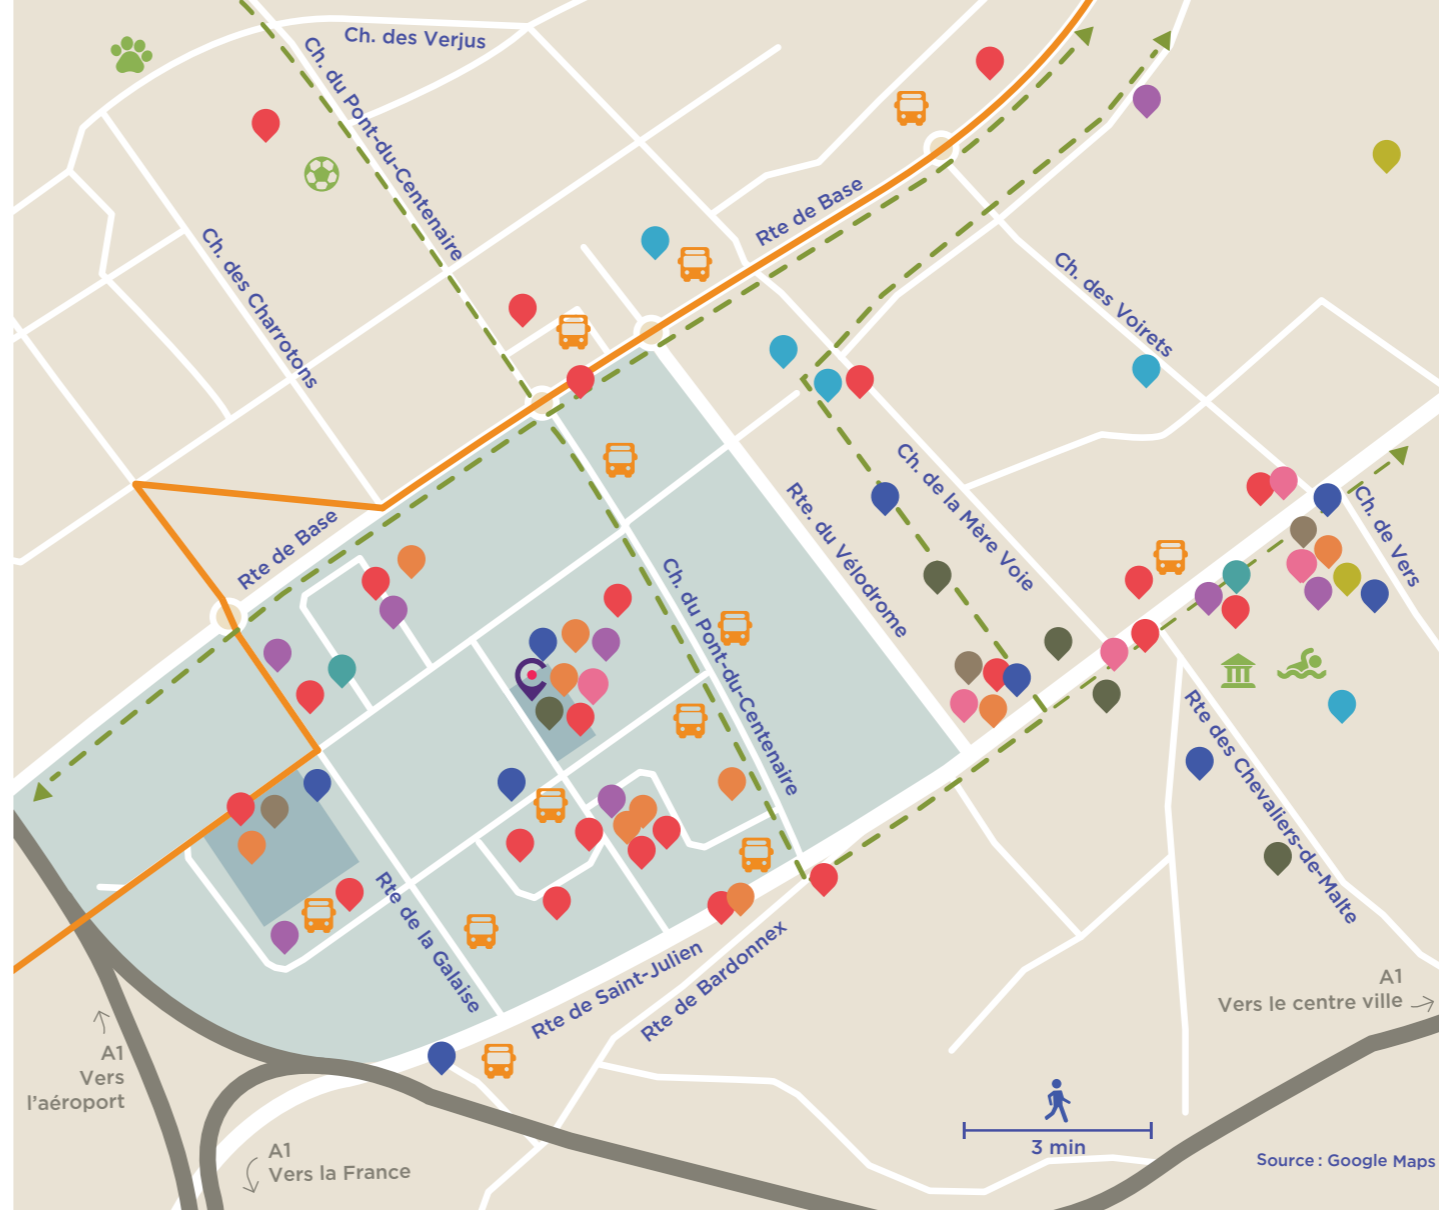 Ch. des Verjus
Ch. du Pont-du-Centenaire
Rte de Base
Ch. des Charrotons
Ch. des Voirets
Rte de Base
Ch. de la Mère Voie
Rte. du Vélodrome
Ch. de Vers
Ch. du Pont-du-Centenaire
Rte des Chevaliers-de-Malte
Rte de la Galaise
Rte de Saint-Julien
Rte de Bardonnex
A1
Vers le centre ville
A1
Vers
l'aéroport
A1
Vers la France
3 min
Source : Google Maps